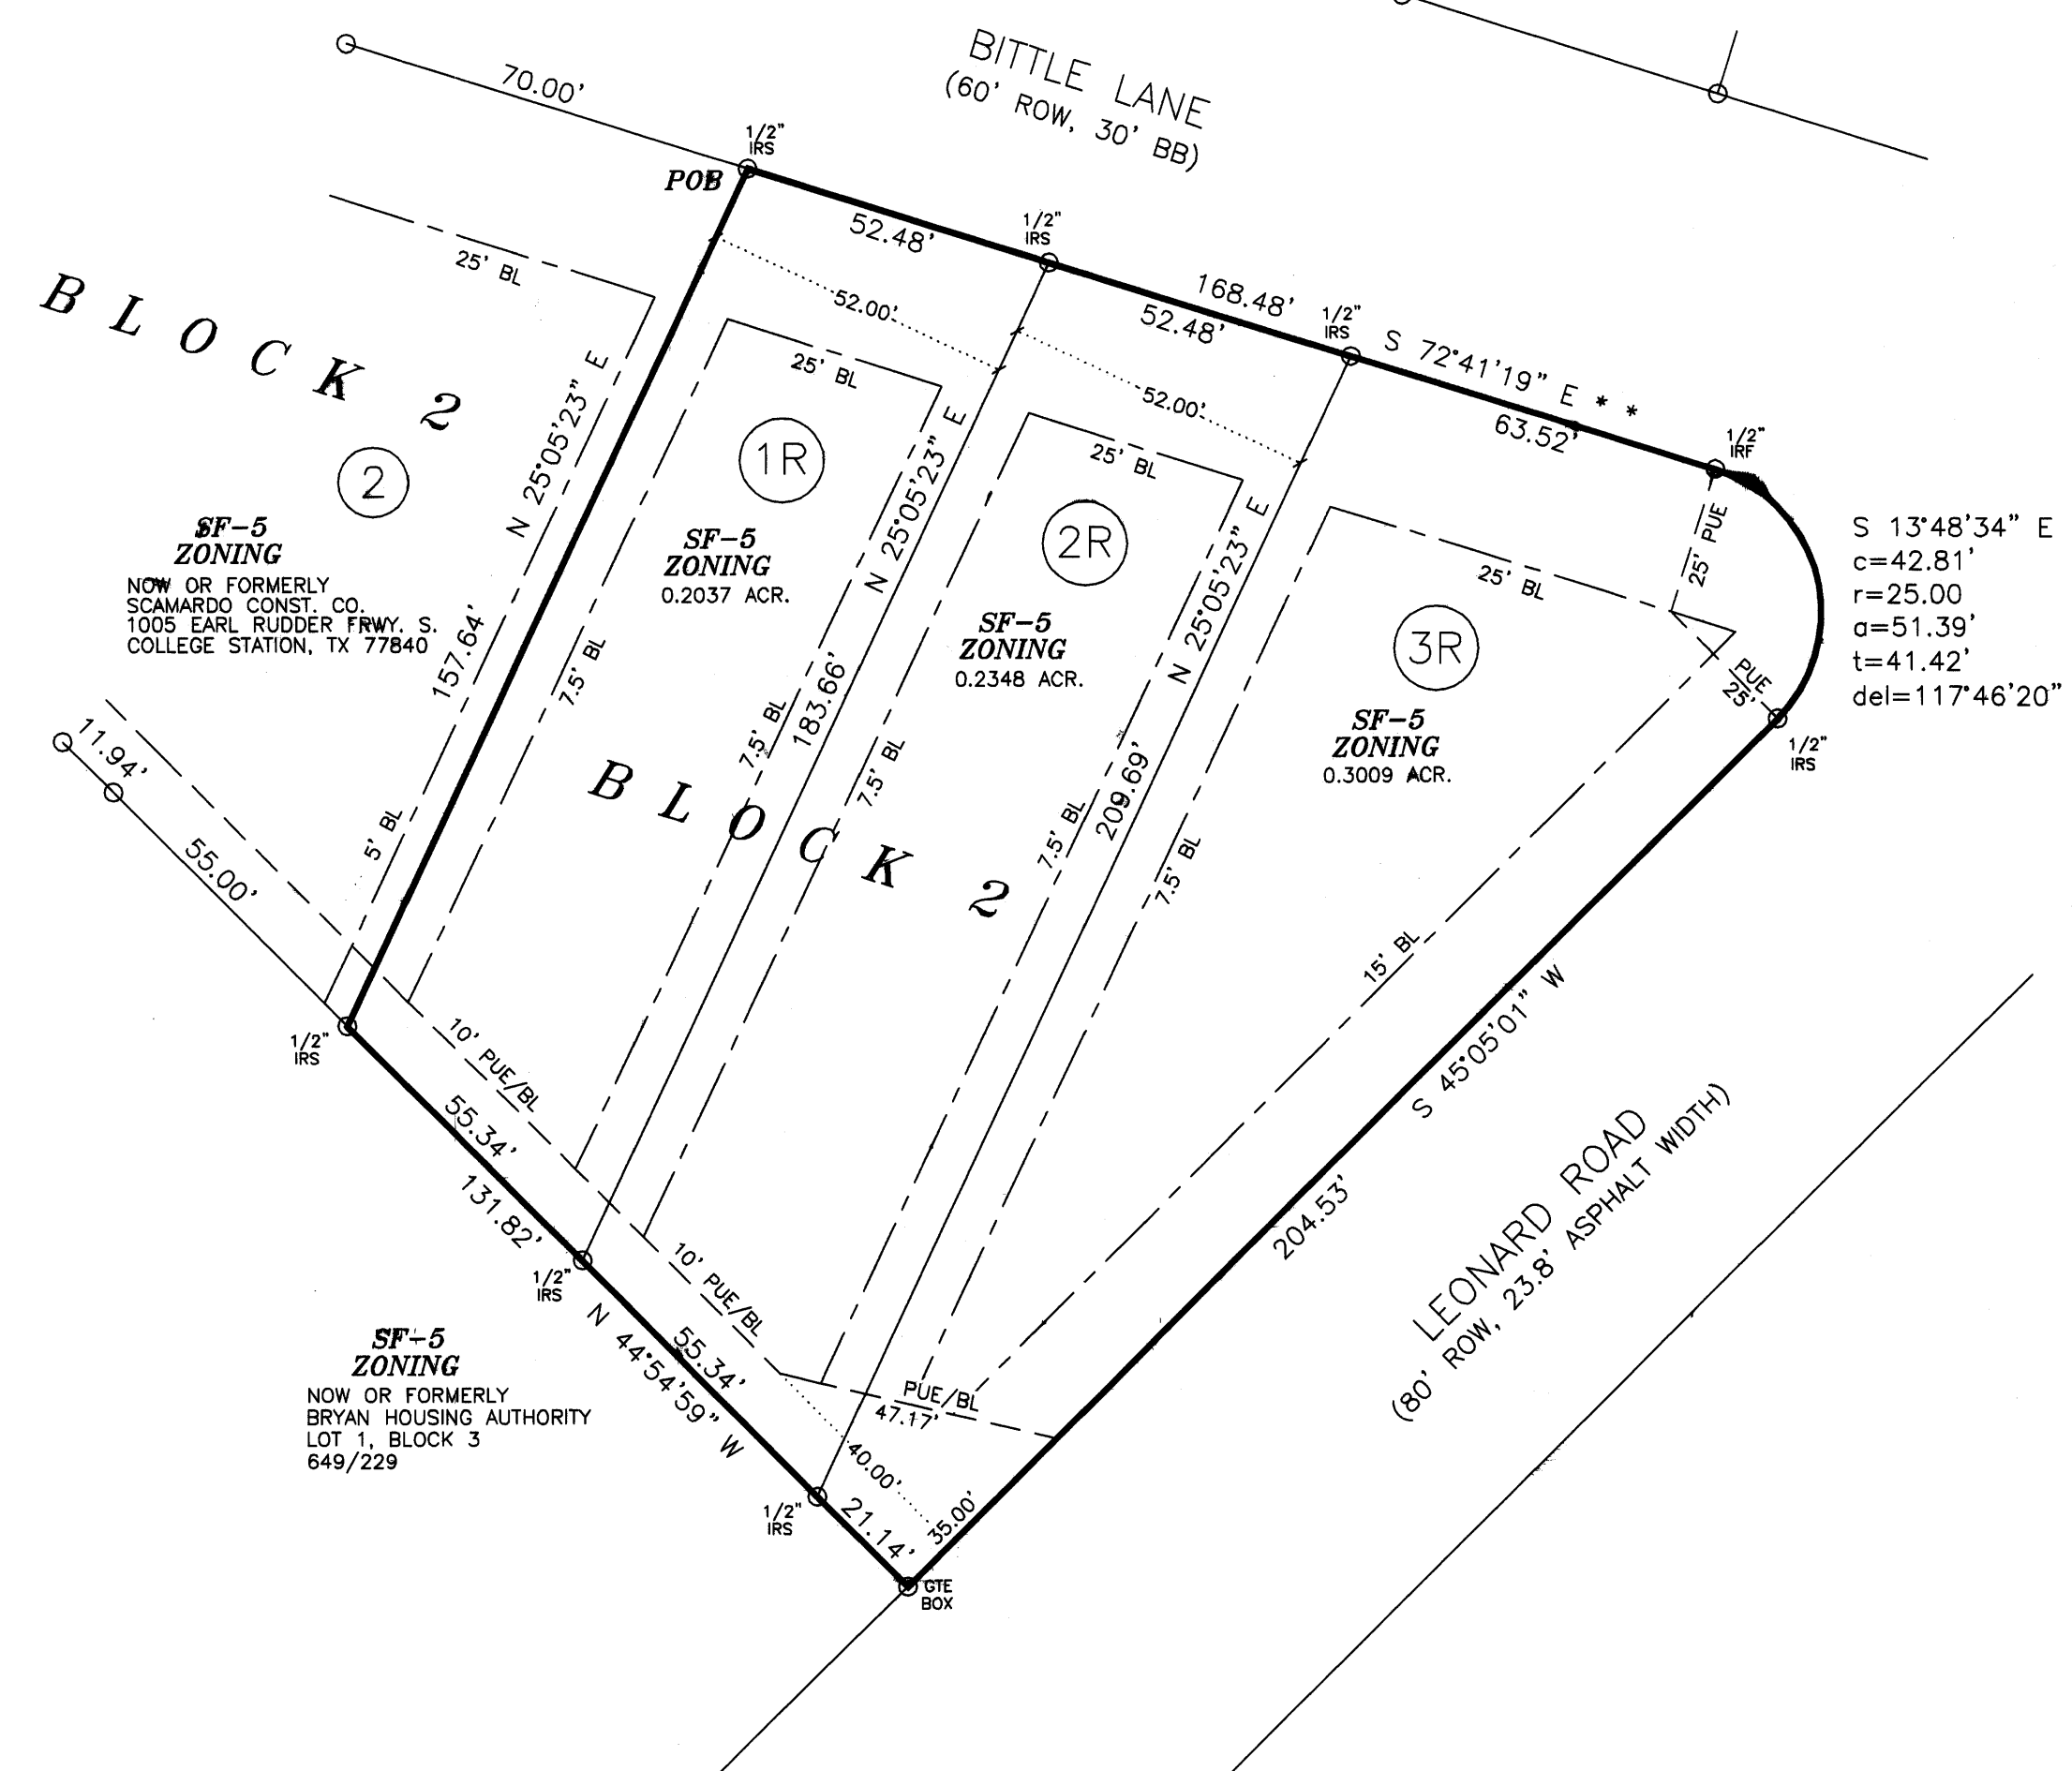 BITTLE LANE
(60' ROW, 30' BB)
70.00'
1/2"
IRS
POB
52.48'
1/2"
IRS
168.48'
52.48'
1/2"
IRS
S 72°41'19" E * *
63.52'
1/2"
IRF
25' BL
52.00'
25' BL
52.00'
25' BL
25' BL
25' PUE
PUE
25'
S 13°48'34" E
c=42.81'
r=25.00
a=51.39'
t=41.42'
del=117°46'20"
1/2"
IRS
BLOCK 2
2
SF-5
ZONING
NOW OR FORMERLY
SCAMARDO CONST. CO.
1005 EARL RUDDER FRWY. S.
COLLEGE STATION, TX 77840
N 25°05'23" E
157.64'
5' BL
7.5' BL
1R
SF-5
ZONING
0.2037 ACR.
N 25°05'23" E
183.66'
7.5' BL
7.5' BL
2R
SF-5
ZONING
0.2348 ACR.
N 25°05'23" E
209.69'
7.5' BL
7.5' BL
3R
SF-5
ZONING
0.3009 ACR.
BLOCK 2
15' BL
11.94'
55.00'
1/2"
IRS
10' PUE/BL
55.34'
131.82'
1/2"
IRS
10' PUE/BL
55.34'
N 44°54'59" W
PUE/BL
47.17'
40.00'
35.00'
1/2"
IRS
21.14'
GTE
BOX
S 45°05'01" W
204.53'
LEONARD ROAD
(80' ROW, 23.8' ASPHALT WIDTH)
SF-5
ZONING
NOW OR FORMERLY
BRYAN HOUSING AUTHORITY
LOT 1, BLOCK 3
649/229